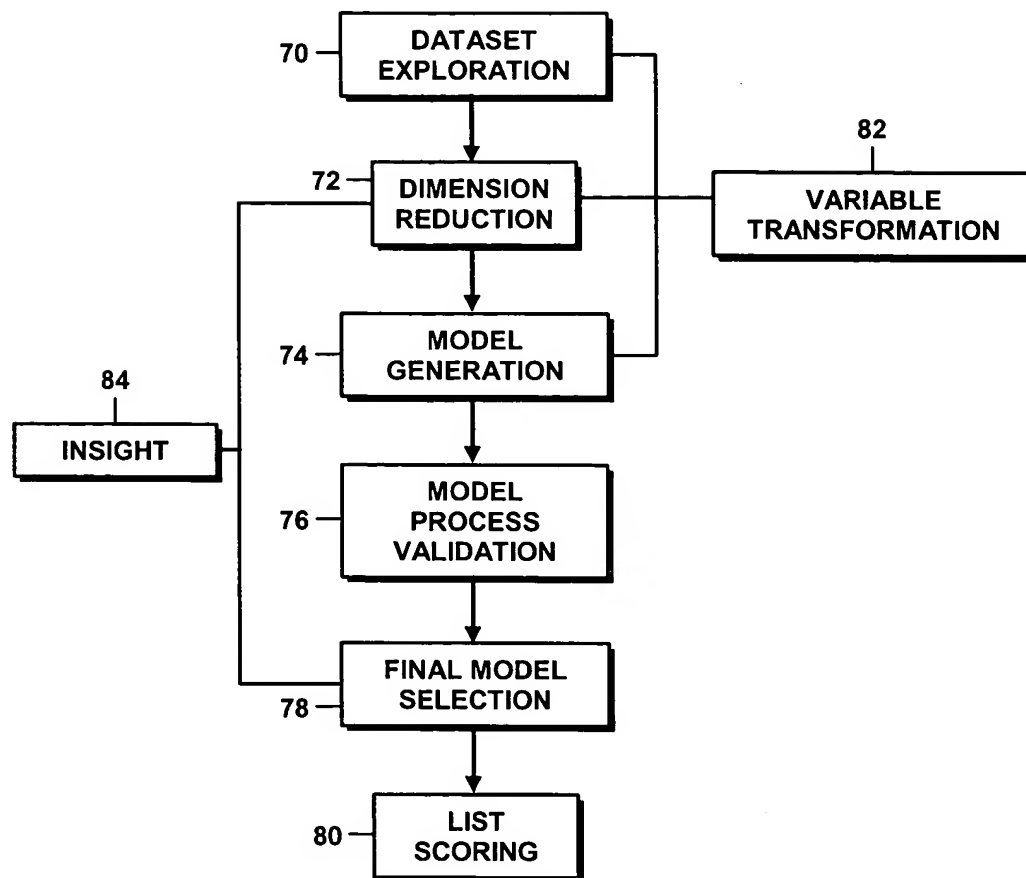 70
DATASET
EXPLORATION
82
72
DIMENSION
REDUCTION
VARIABLE
TRANSFORMATION
74
MODEL
GENERATION
84
INSIGHT
76
MODEL
PROCESS
VALIDATION
FINAL MODEL
SELECTION
78
80
LIST
SCORING